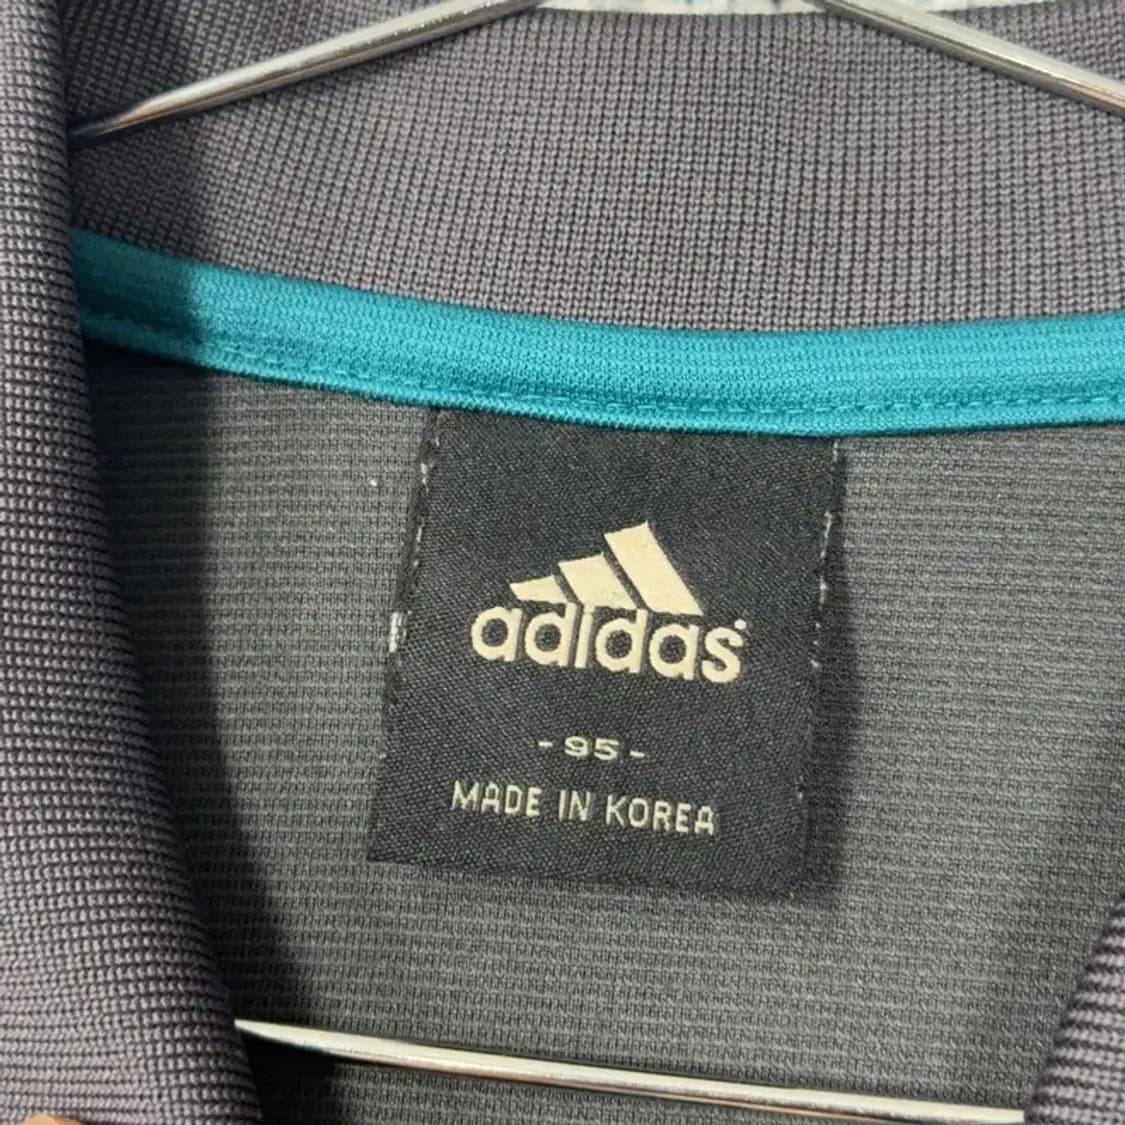 adidas
- 95 -
MADE IN KOREA